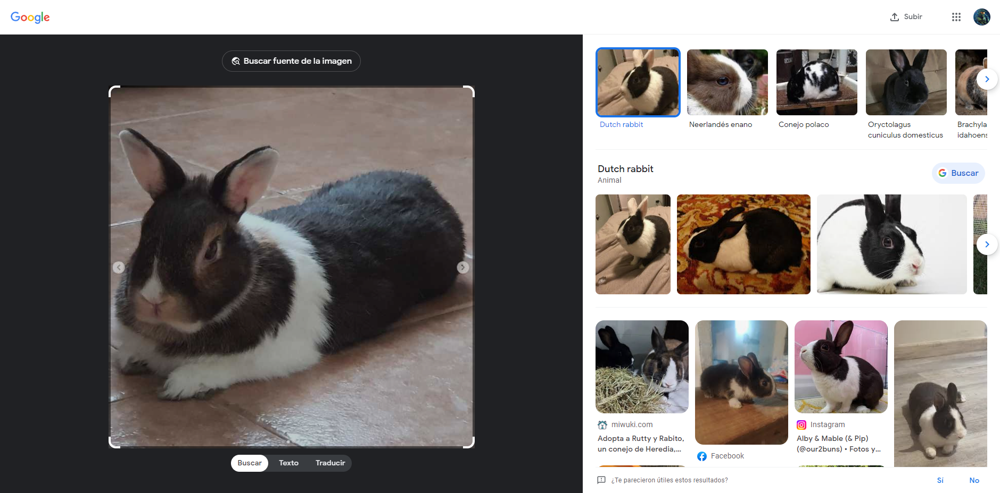 Google
Subir
Buscar fuente de la imagen
Buscar
Texto
Traducir
Dutch rabbit
Neerlandés enano
Conejo polaco
Oryctolagus
cuniculus domesticus
Brachyla
idahoens
Dutch rabbit
Animal
Buscar
miwuki.com
Adopta a Rutty y Rabito,
un conejo de Heredia,...
Facebook
Instagram
Alby & Mable (& Pip)
(@our2buns) • Fotos y...
¿Te parecieron útiles estos resultados?
Sí
No